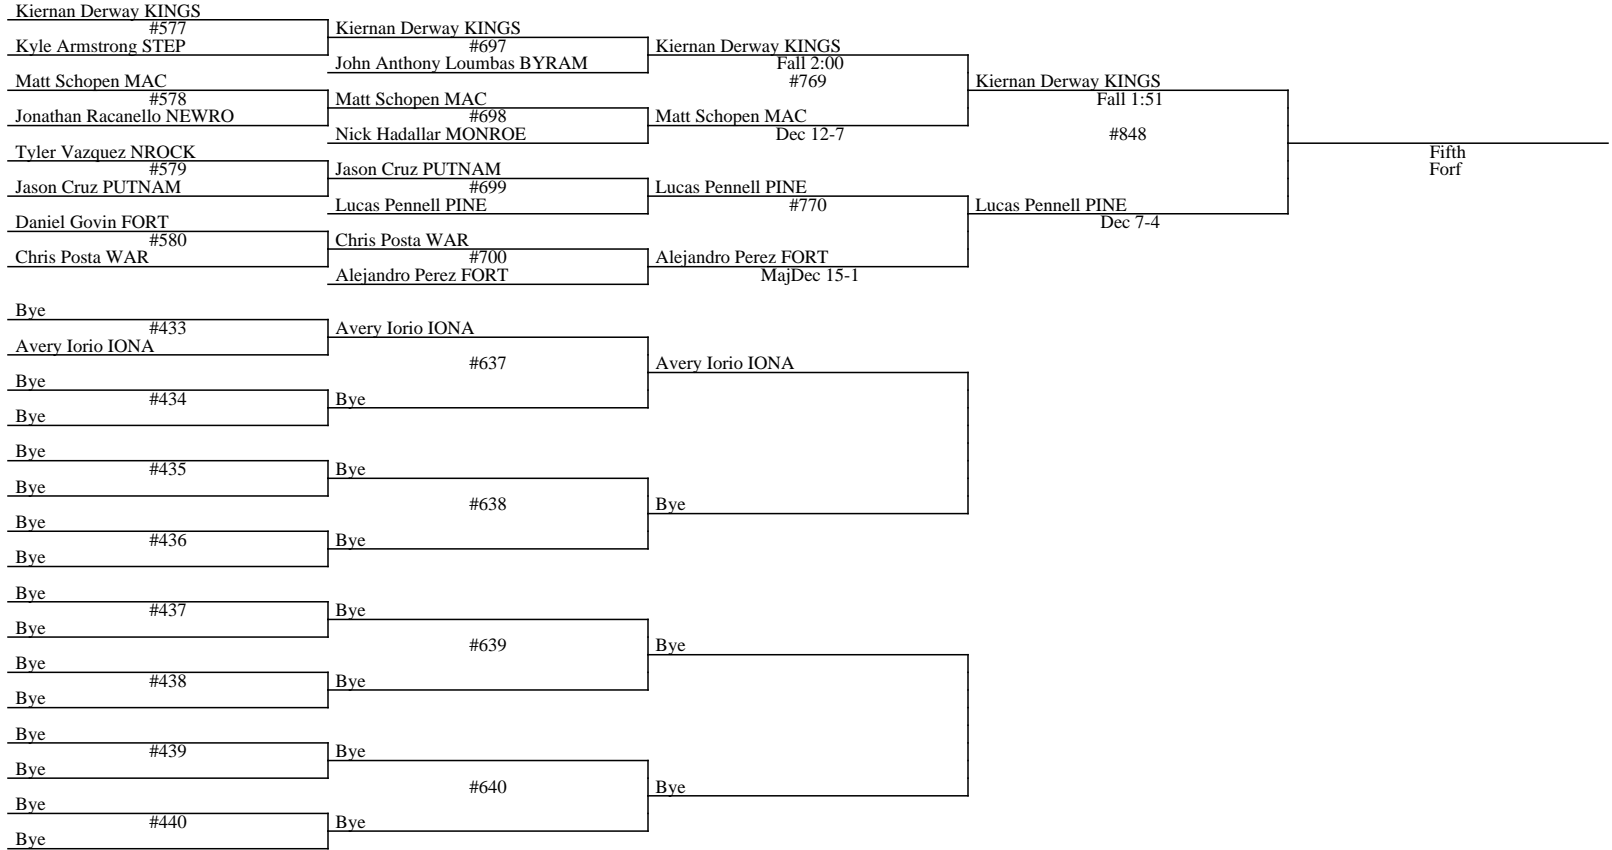 Kiernan Derway KINGS
#577
Kyle Armstrong STEP
Matt Schopen MAC
#578
Jonathan Racanello NEWRO
Tyler Vazquez NROCK
#579
Jason Cruz PUTNAM
Daniel Govin FORT
#580
Chris Posta WAR
Kiernan Derway KINGS
#697
John Anthony Loumbas BYRAM
Matt Schopen MAC
#698
Nick Hadallar MONROE
Jason Cruz PUTNAM
#699
Lucas Pennell PINE
Chris Posta WAR
#700
Alejandro Perez FORT
Kiernan Derway KINGS
Fall 2:00
#769
Matt Schopen MAC
Dec 12-7
Lucas Pennell PINE
#770
Alejandro Perez FORT
MajDec 15-1
Kiernan Derway KINGS
Fall 1:51
#848
Lucas Pennell PINE
Dec 7-4
Fifth
Forf
Bye
#433
Avery Iorio IONA
Bye
#434
Bye
Bye
#435
Bye
Bye
#436
Bye
Bye
#437
Bye
Bye
#438
Bye
Bye
#439
Bye
Bye
#440
Bye
Avery Iorio IONA
#637
Bye
Bye
#638
Bye
Bye
#639
Bye
Bye
#640
Bye
Avery Iorio IONA
Bye
Bye
Bye